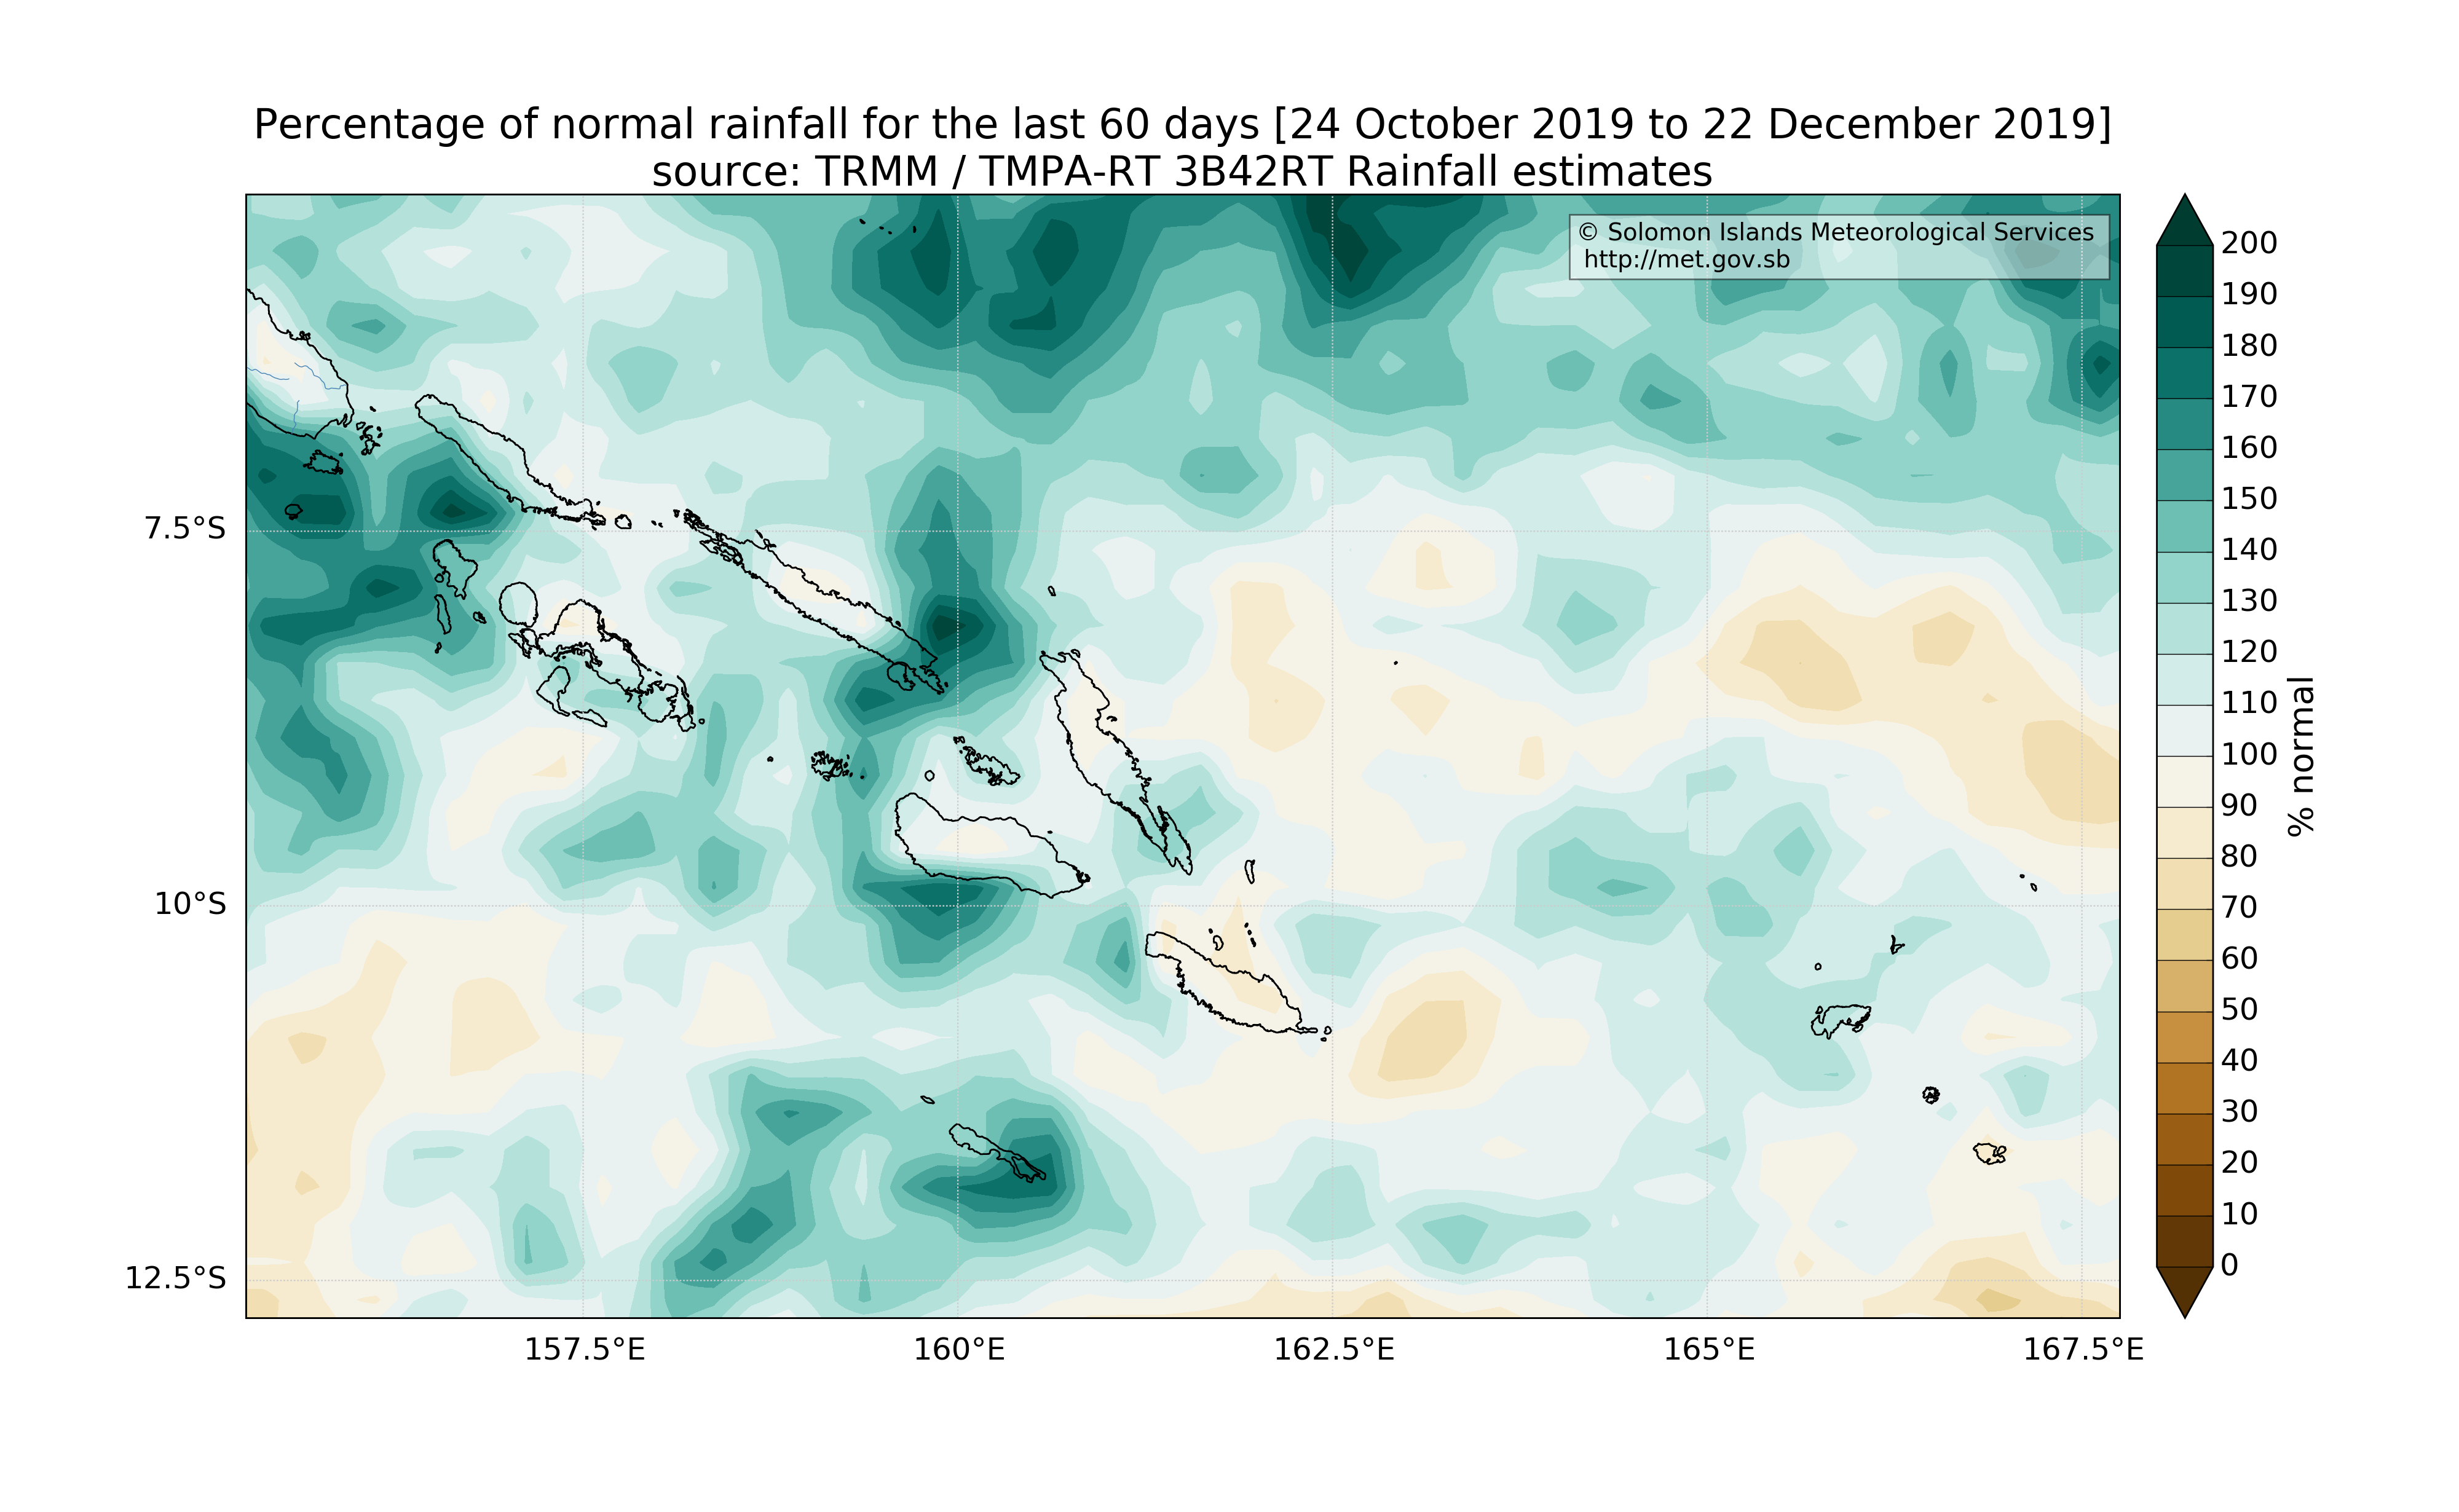 Percentage of normal rainfall for the last 60 days [24 October 2019 to 22 December 2019]
source: TRMM / TMPA-RT 3B42RT Rainfall estimates
© Solomon Islands Meteorological Services
http://met.gov.sb
7.5°S
10°S
12.5°S
157.5°E
160°E
162.5°E
165°E
167.5°E
200
190
180
170
160
150
140
130
120
110
100
90
80
70
60
50
40
30
20
10
0
% normal